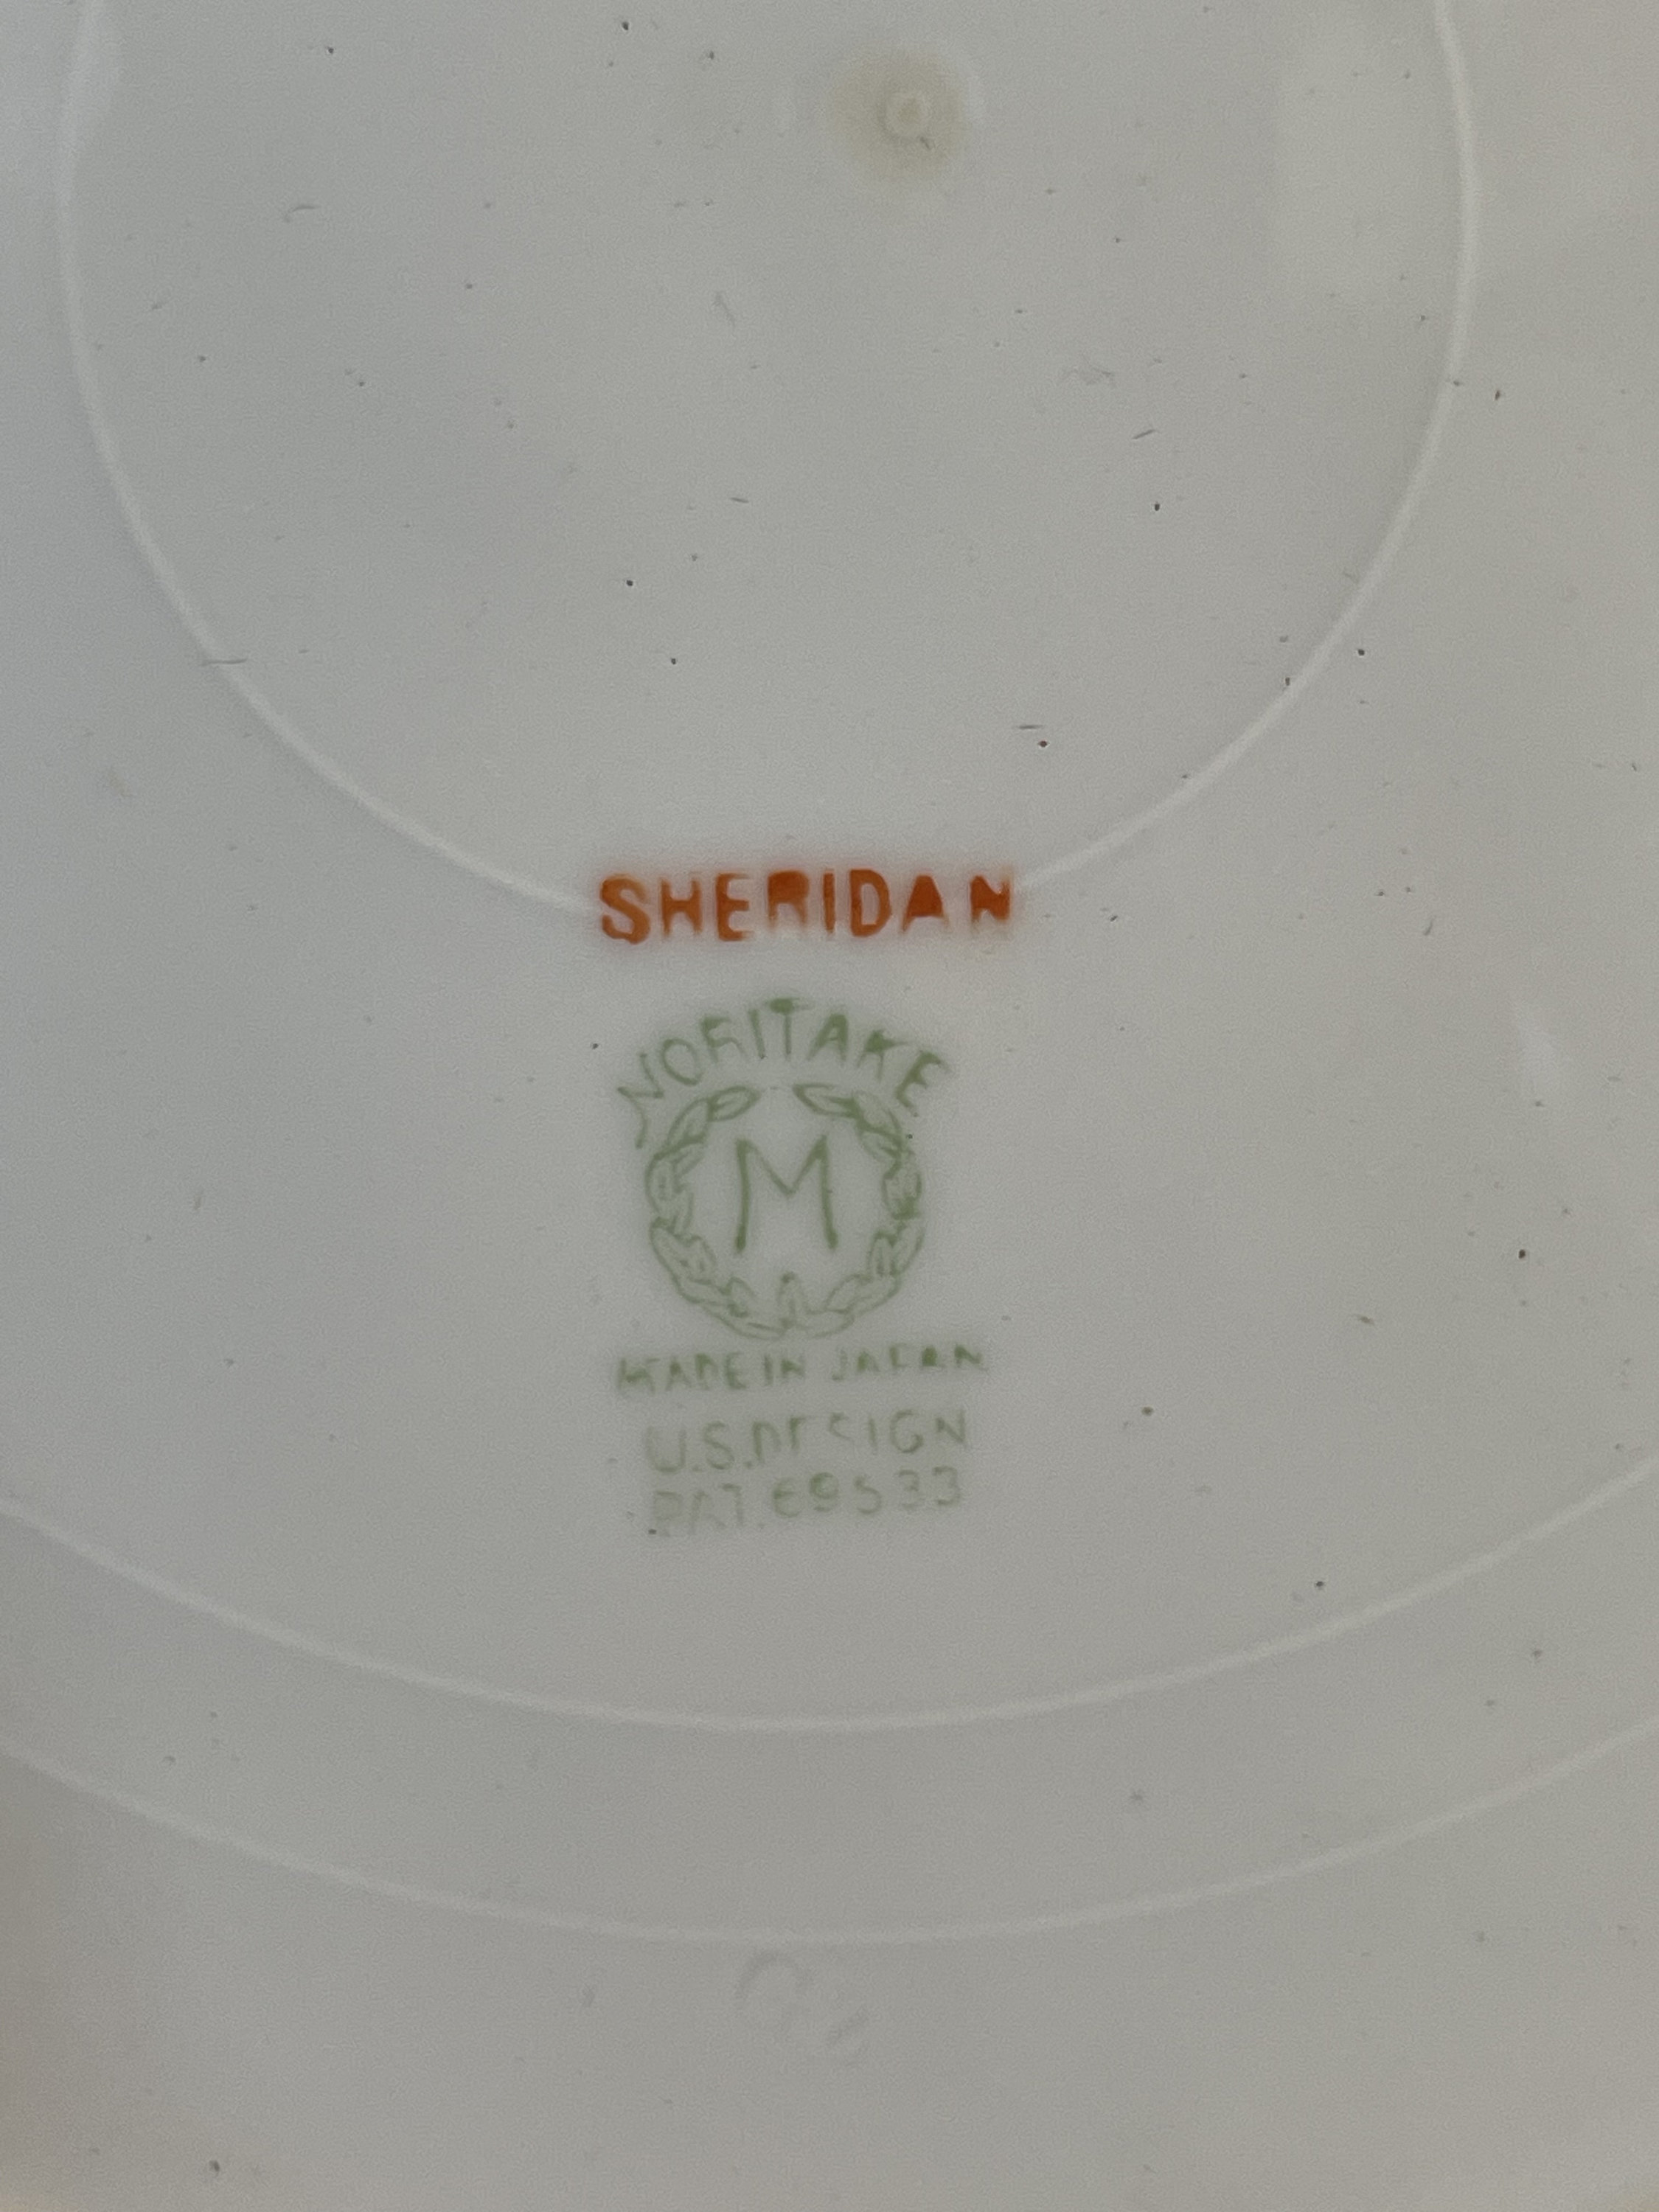 SHERIDAN
NORITAKE
M
MADE IN JAPAN
U.S.DESIGN
PAT. 69533